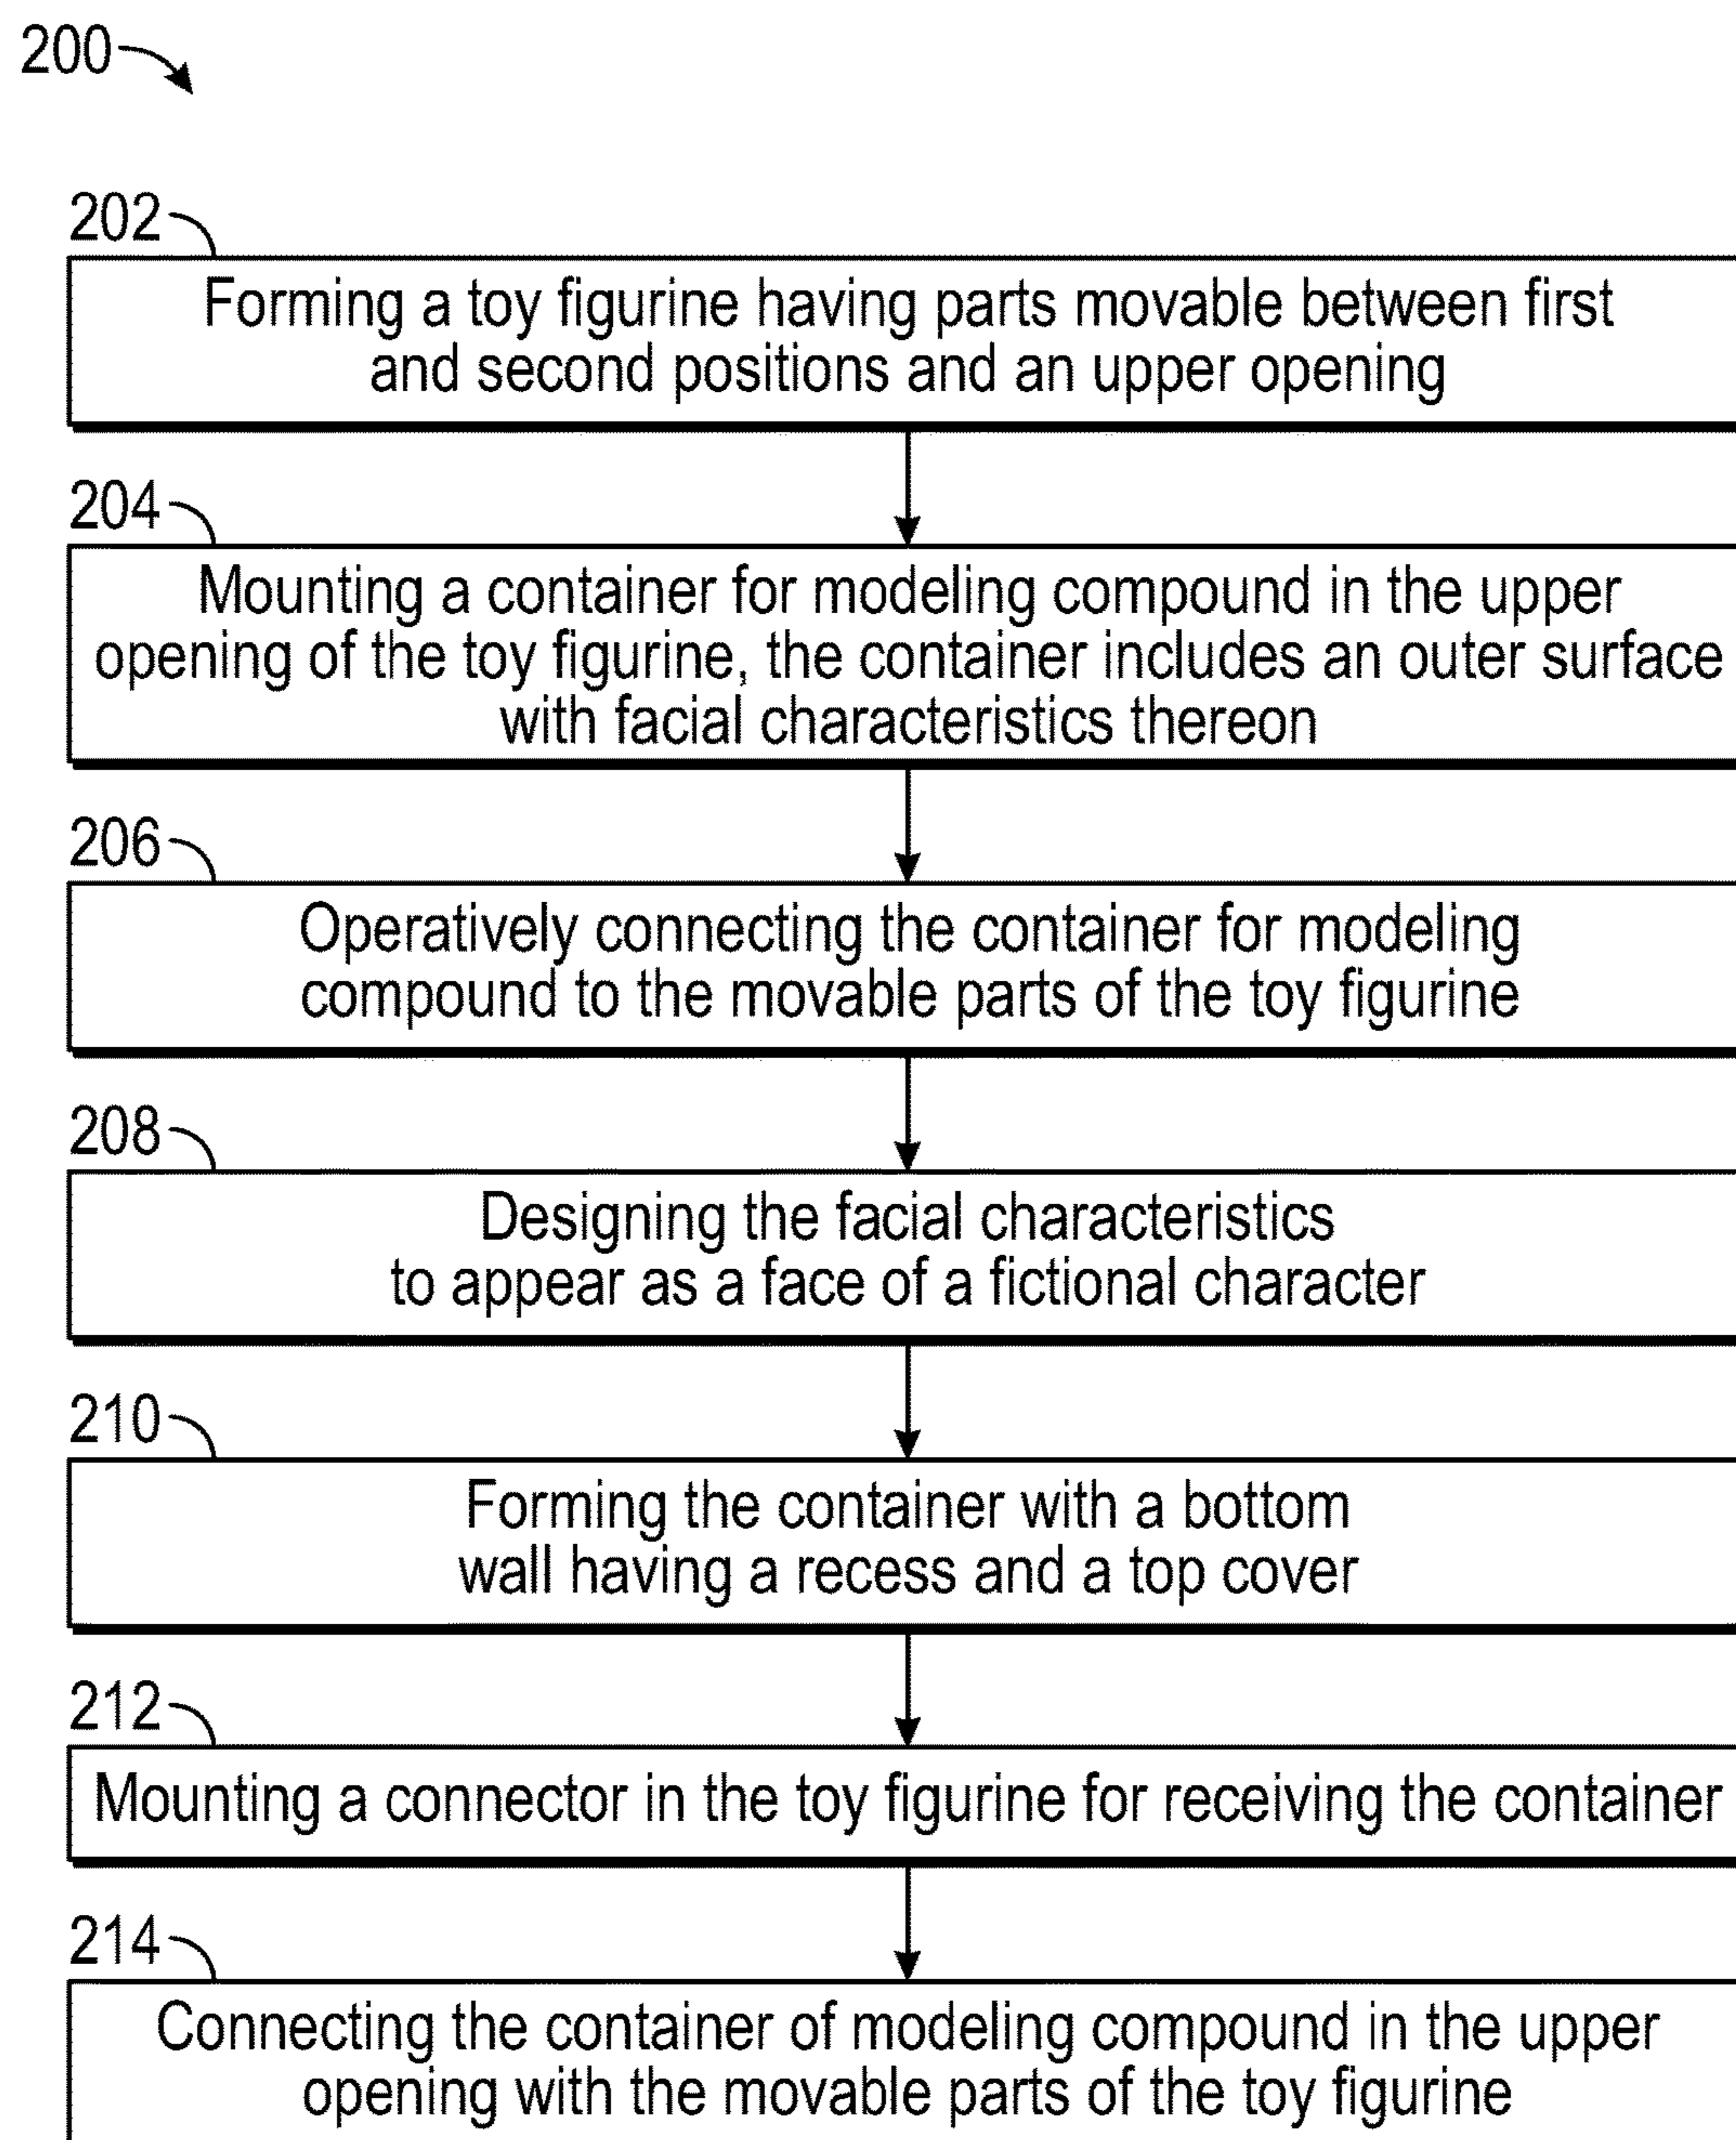 200
202
Forming a toy figurine having parts movable between first
and second positions and an upper opening
204
Mounting a container for modeling compound in the upper
opening of the toy figurine, the container includes an outer surface
with facial characteristics thereon
206
Operatively connecting the container for modeling
compound to the movable parts of the toy figurine
208
Designing the facial characteristics
to appear as a face of a fictional character
210
Forming the container with a bottom
wall having a recess and a top cover
212
Mounting a connector in the toy figurine for receiving the container
214
Connecting the container of modeling compound in the upper
opening with the movable parts of the toy figurine